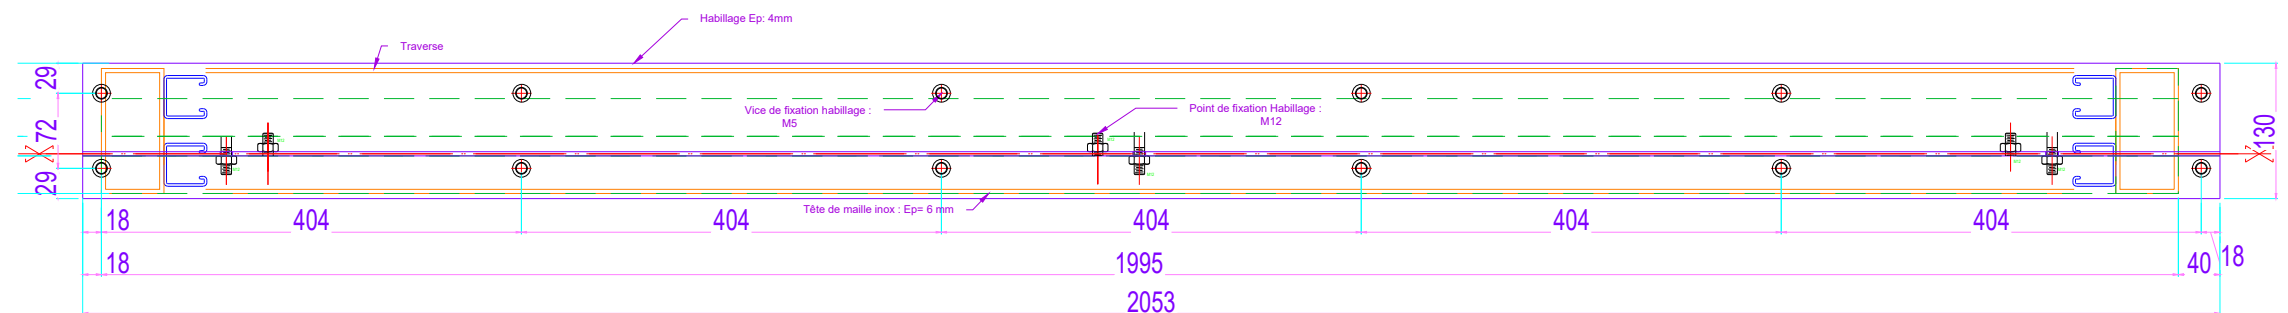 Habillage Ep: 4mm
Traverse
29
72
29
130
Vice de fixation habillage :
M5
Point de fixation Habillage :
M12
Tête de maille inox : Ep= 6 mm
18
404
404
404
404
404
18
18
1995
40
2053